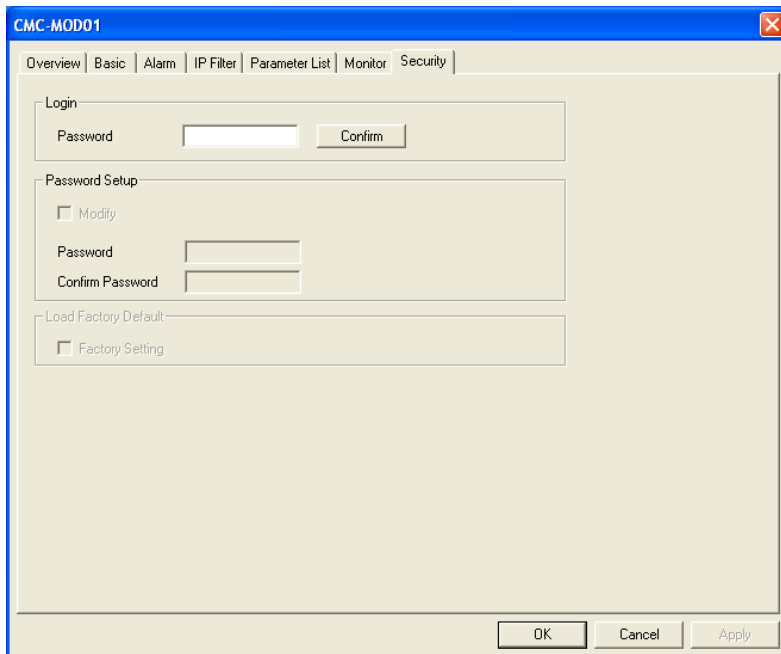 CMC-MOD01
Overview Basic Alarm IP Filter Parameter List Monitor Security
Login
Password Confirm
Password Setup
Modify
Password
Confirm Password
Load Factory Default
Factory Setting
OK Cancel Apply